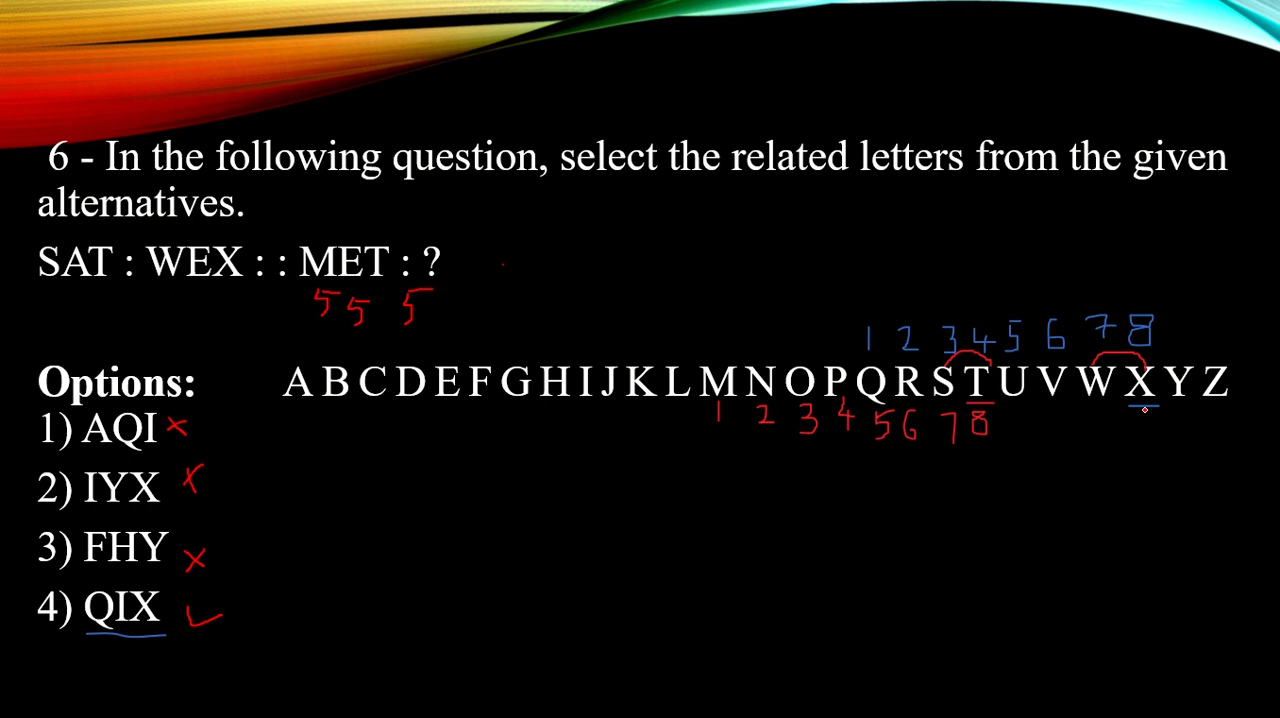 6 - In the following question, select the related letters from the given
alternatives.
SAT : WEX : : MET : ?
5 5 5
1 2 3 4 5 6 7 8
Options: A B C D E F G H I J K L M N O P Q R S T U V W X Y Z
1 2 3 4 5 6 7 8
1) AQI ×
2) IYX ×
3) FHY ×
4) QIX ✓